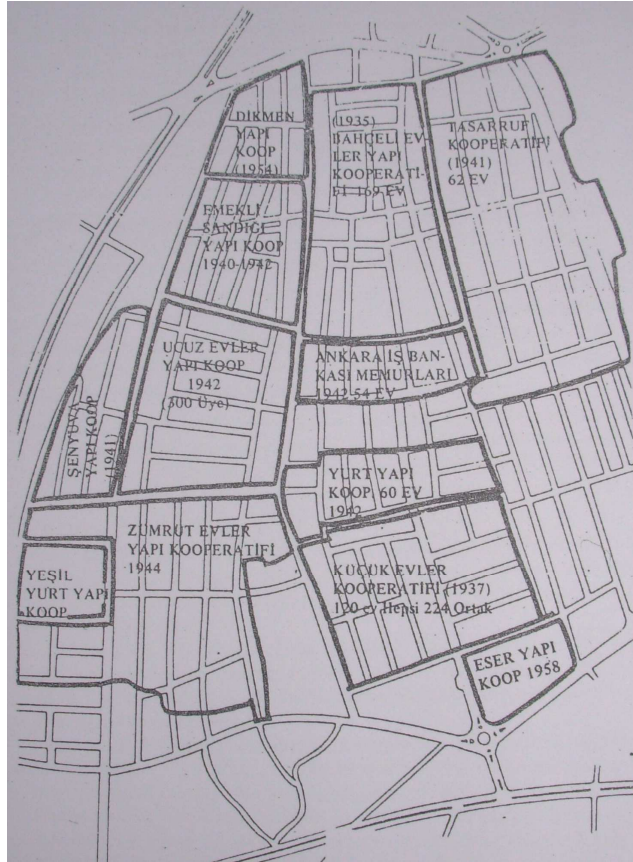 DİKMEN
YAPI
KOOP
(1954)
(1935)
BAHÇELİ EV-
LER YAPI
KOOPERATİ-
Fİ 169 EV
TASARRUF
KOOPERATİFİ
(1941)
62 EV
EMEKLİ
SANDIĞI
YAPI KOOP
1940-1942
UCUZ EVLER
YAPI KOOP
1942
(300 Üye)
ANKARA İŞ BAN-
KASI MEMURLARI
1942 54 EV
ŞENYUVA
YAPI KOOP
(1941)
YURT YAPI
KOOP. 60 EV
1942
ZÜMRÜT EVLER
YAPI KOOPERATİFİ
1944
YEŞİL
YURT YAPI
KOOP
KÜÇÜK EVLER
KOOPERATİFİ (1937)
120 ev Hepsi 224 Ortak
ESER YAPI
KOOP 1958